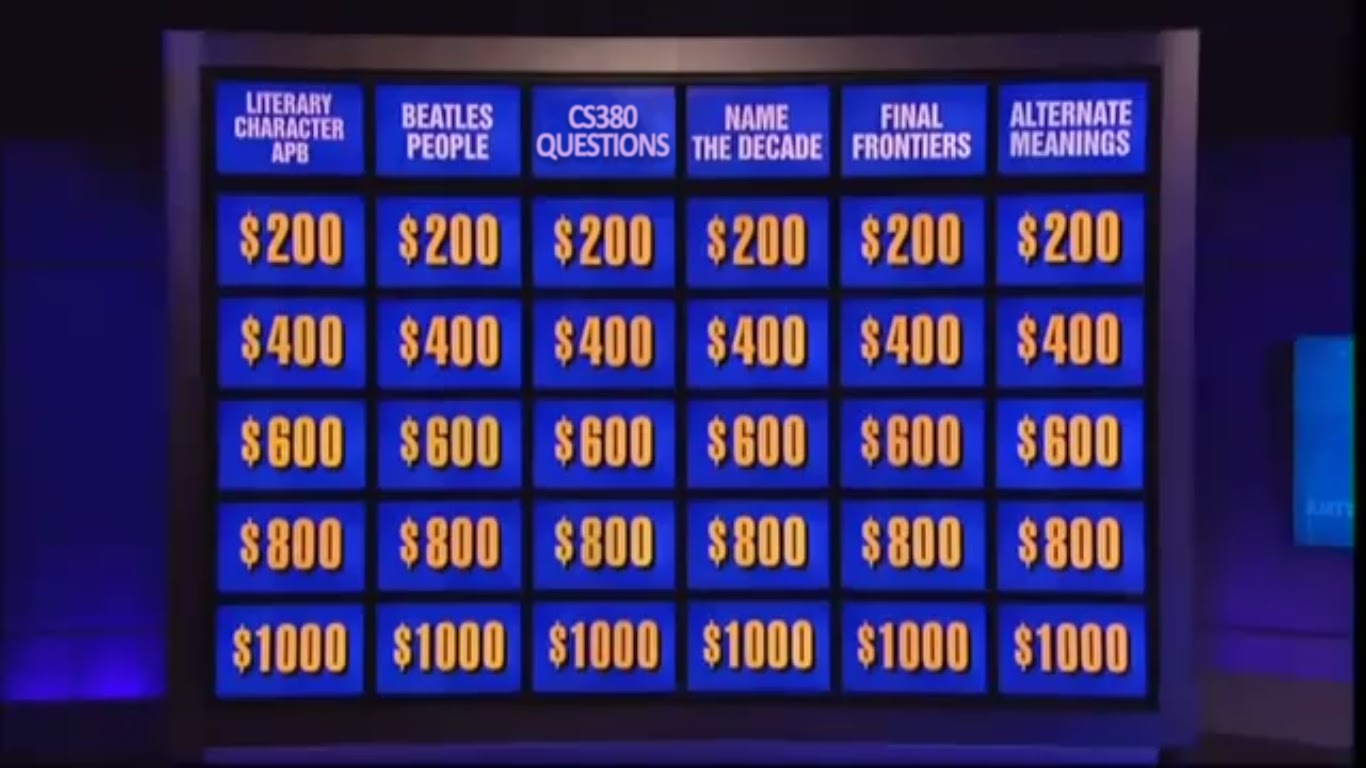 LITERARY
CHARACTER
APB
BEATLES
PEOPLE
CS380
QUESTIONS
NAME
THE DECADE
FINAL
FRONTIERS
ALTERNATE
MEANINGS
$200 $200 $200 $200 $200 $200
$400 $400 $400 $400 $400 $400
$600 $600 $600 $600 $600 $600
$800 $800 $800 $800 $800 $800
$1000 $1000 $1000 $1000 $1000 $1000